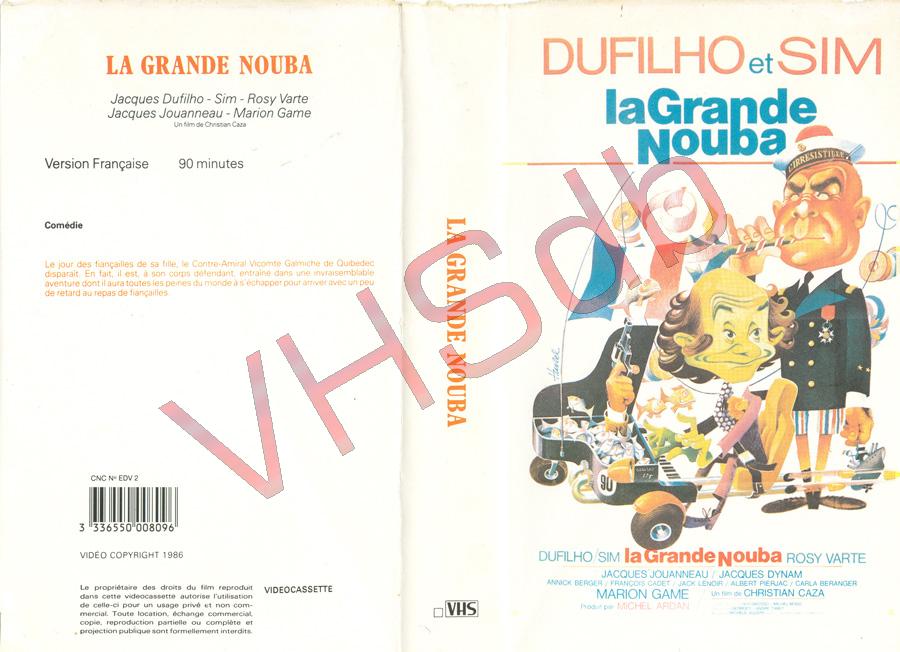 LA GRANDE NOUBA
Jacques Dufilho - Sim - Rosy Varte
Jacques Jouanneau - Marion Game
Un film de Christian Caza
Version Française 90 minutes
Comédie
Le jour des fiançailles de sa fille, le Contre-Amiral Vicomte Galmiche de Quibedec
disparaît. En fait, il est, à son corps défendant, entraîné dans une invraisemblable
aventure dont il aura toutes les peines du monde à s'échapper pour arriver avec un peu
de retard au repas de fiançailles.
CNC Nº EDV 2
3 336550 008096
VIDÉO COPYRIGHT 1986
Le propriétaire des droits du film reproduit
dans cette videocassette autorise l'utilisation
de celle-ci pour un usage privé et non com-
mercial. Toute location, échange commercial,
copie, reproduction partielle ou complète et
projection publique sont formellement interdits.
VIDEOCASSETTE
LA GRANDE NOUBA
VHS
VHSdb
DUFILHO et SIM
la Grande
Nouba
L'IRRESISTIBLE
Hurel
90
DUFILHO/SIM la Grande Nouba ROSY VARTE
JACQUES JOUANNEAU / JACQUES DYNAM
ANNICK BERGER / FRANÇOIS CADET / JACK LENOIR / ALBERT PIERJAC / CARLA BERANGER
MARION GAME Un film de CHRISTIAN CAZA
Produit par MICHEL ARDAN